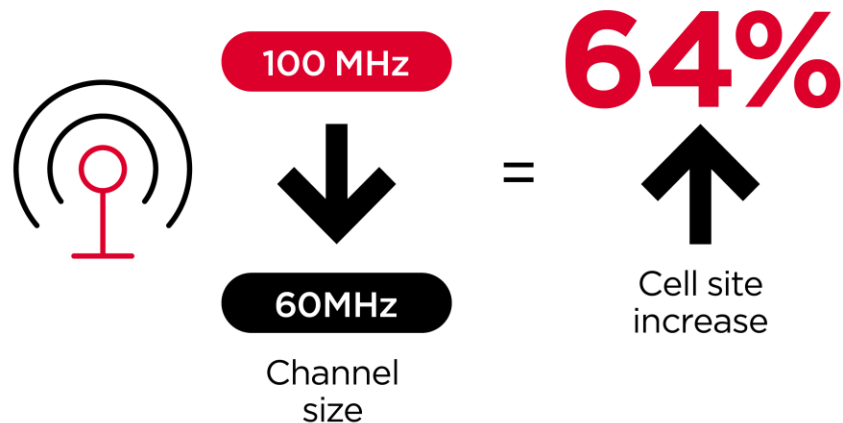 100 MHz
60MHz
Channel
size
=
64%
Cell site
increase